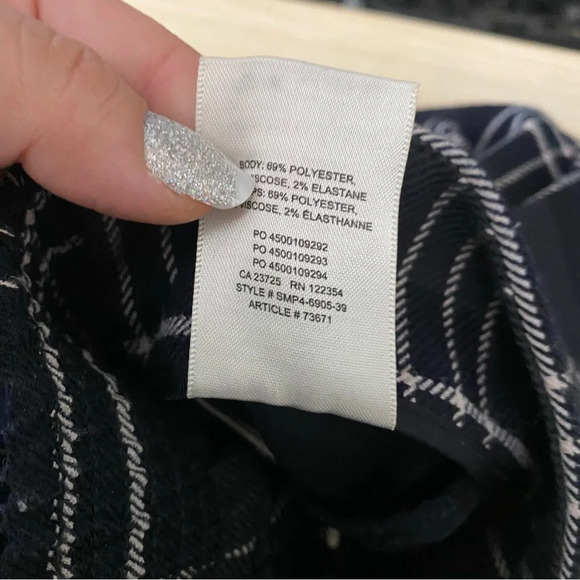 BODY: 69% POLYESTER,
VISCOSE, 2% ELASTANE
69% POLYESTER,
VISCOSE, 2% ÉLASTHANNE
PO 4500109292
PO 4500109293
PO 4500109294
CA 23725 RN 122354
STYLE # SMP4-6905-39
ARTICLE # 73671